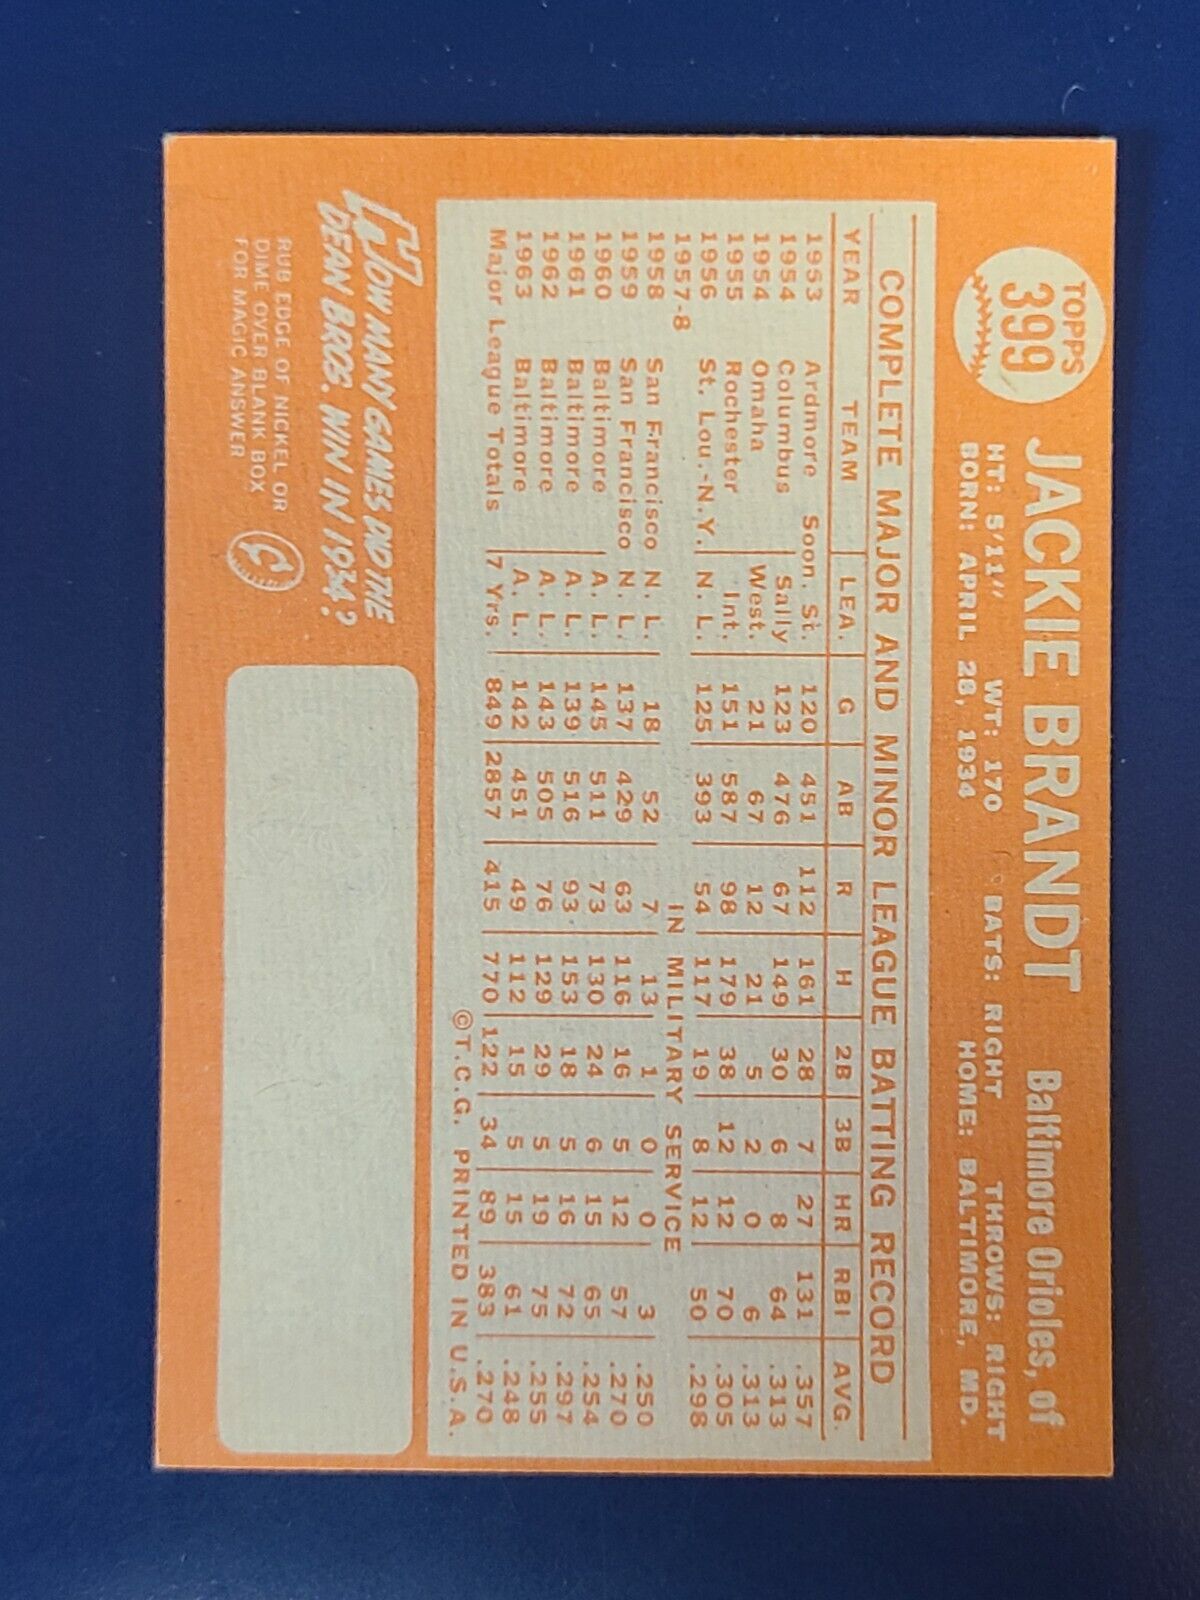 TOPPS
399
JACKIE BRANDT Baltimore Orioles, of
HT: 5'11" WT: 170 BATS: RIGHT THROWS: RIGHT
BORN: APRIL 28, 1934 HOME: BALTIMORE, MD.
COMPLETE MAJOR AND MINOR LEAGUE BATTING RECORD
YEAR TEAM LEA. G AB R H 2B 3B HR RBI AVG.
1953 Ardmore Soon. St. 120 451 112 161 28 7 27 131 .357
1954 Columbus Sally 123 476 67 149 30 6 8 64 .313
1954 Omaha West. 21 67 12 21 5 2 0 6 .313
1955 Rochester Int. 151 587 98 179 38 12 12 70 .305
1956 St. Lou.-N.Y. N. L. 125 393 54 117 19 8 12 50 .298
1957-8 IN MILITARY SERVICE
1958 San Francisco N. L. 18 52 7 13 1 0 0 3 .250
1959 San Francisco N. L. 137 429 63 116 16 5 12 57 .270
1960 Baltimore A. L. 145 511 73 130 24 6 15 65 .254
1961 Baltimore A. L. 139 516 93 153 18 5 16 72 .297
1962 Baltimore A. L. 143 505 76 129 29 5 19 75 .255
1963 Baltimore A. L. 142 451 49 112 15 5 15 61 .248
Major League Totals 7 Yrs. 849 2857 415 770 122 34 89 383 .270
©T.C.G. PRINTED IN U.S.A.
HOW MANY GAMES DID THE
DEAN BROS. WIN IN 1934?
RUB EDGE OF NICKEL OR
DIME OVER BLANK BOX
FOR MAGIC ANSWER